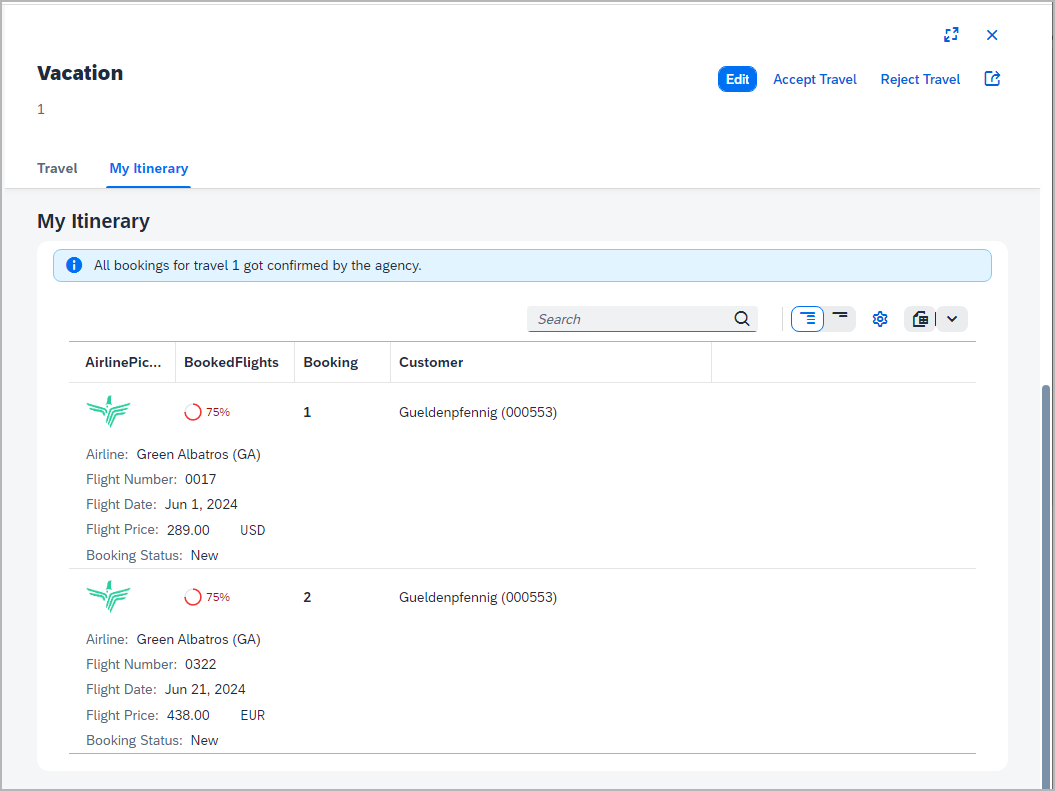 Vacation
Edit Accept Travel Reject Travel
1
Travel My Itinerary
My Itinerary
All bookings for travel 1 got confirmed by the agency.
Search
AirlinePic... BookedFlights Booking Customer
75% 1 Gueldenpfennig (000553)
Airline: Green Albatros (GA)
Flight Number: 0017
Flight Date: Jun 1, 2024
Flight Price: 289.00 USD
Booking Status: New
75% 2 Gueldenpfennig (000553)
Airline: Green Albatros (GA)
Flight Number: 0322
Flight Date: Jun 21, 2024
Flight Price: 438.00 EUR
Booking Status: New